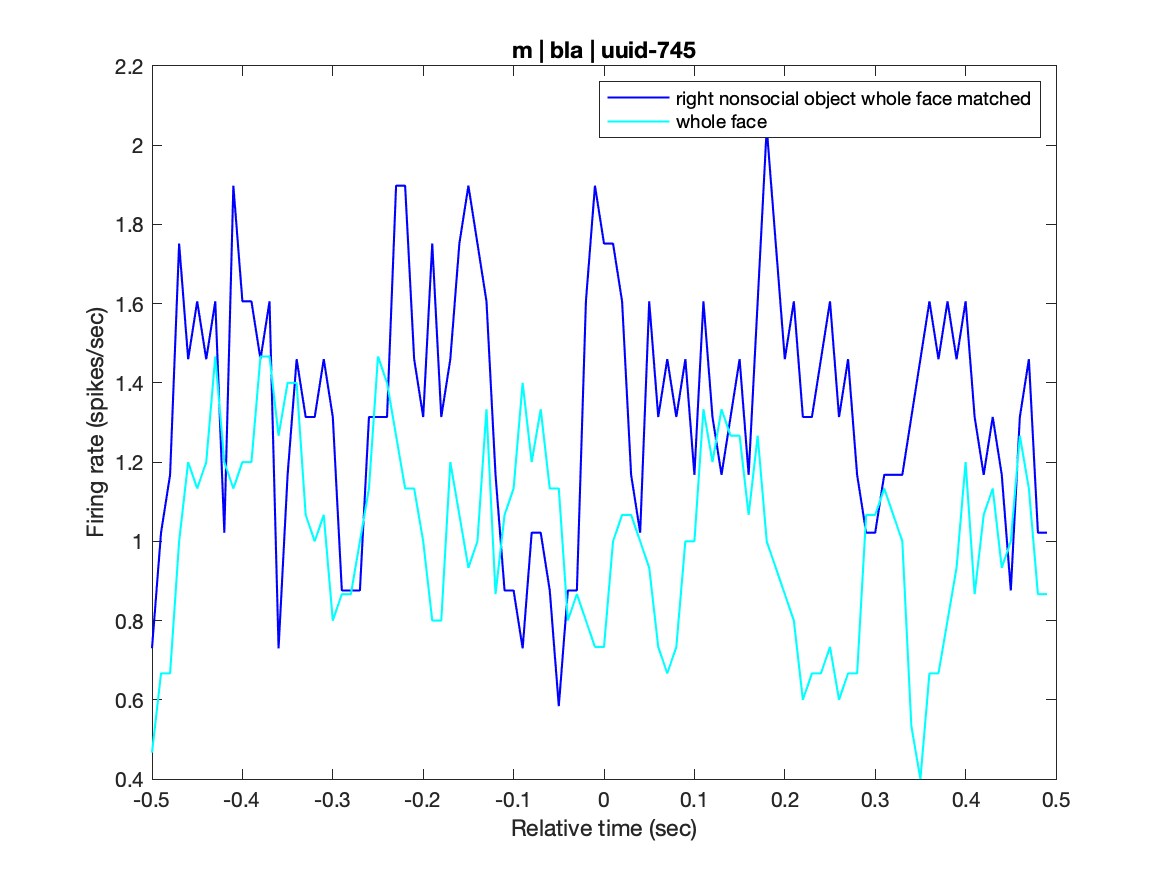 m | bla | uuid-745
right nonsocial object whole face matched
whole face
Firing rate (spikes/sec)
2.2
2
1.8
1.6
1.4
1.2
1
0.8
0.6
0.4
-0.5 -0.4 -0.3 -0.2 -0.1 0 0.1 0.2 0.3 0.4 0.5
Relative time (sec)